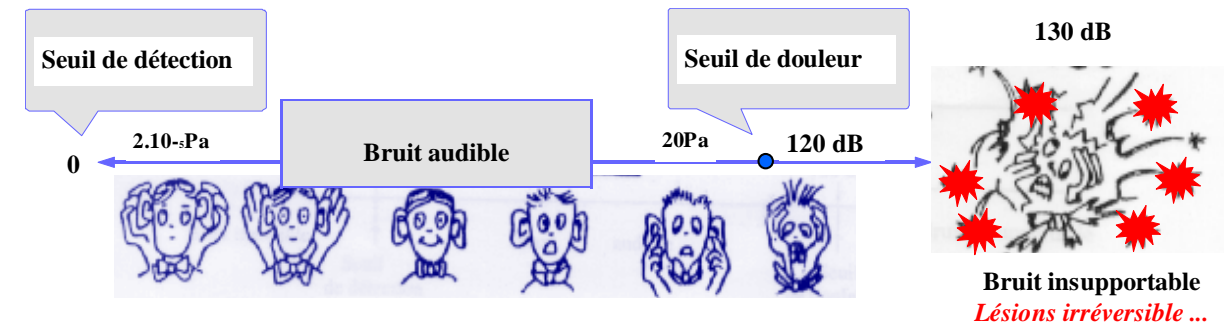 Seuil de détection
Seuil de douleur
130 dB
0
2.10-5Pa
Bruit audible
20Pa
120 dB
Bruit insupportable
Lésions irréversible ...